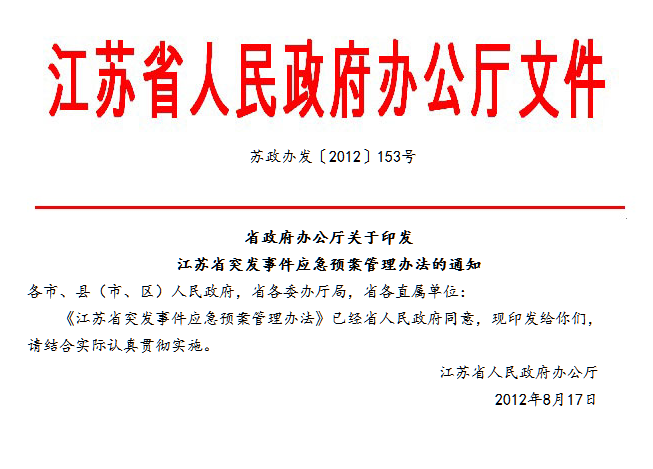 江苏省人民政府办公厅文件
苏政办发〔2012〕153号
省政府办公厅关于印发
江苏省突发事件应急预案管理办法的通知
各市、县（市、区）人民政府，省各委办厅局，省各直属单位：
《江苏省突发事件应急预案管理办法》已经省人民政府同意，现印发给你们，
请结合实际认真贯彻实施。
江苏省人民政府办公厅
2012年8月17日